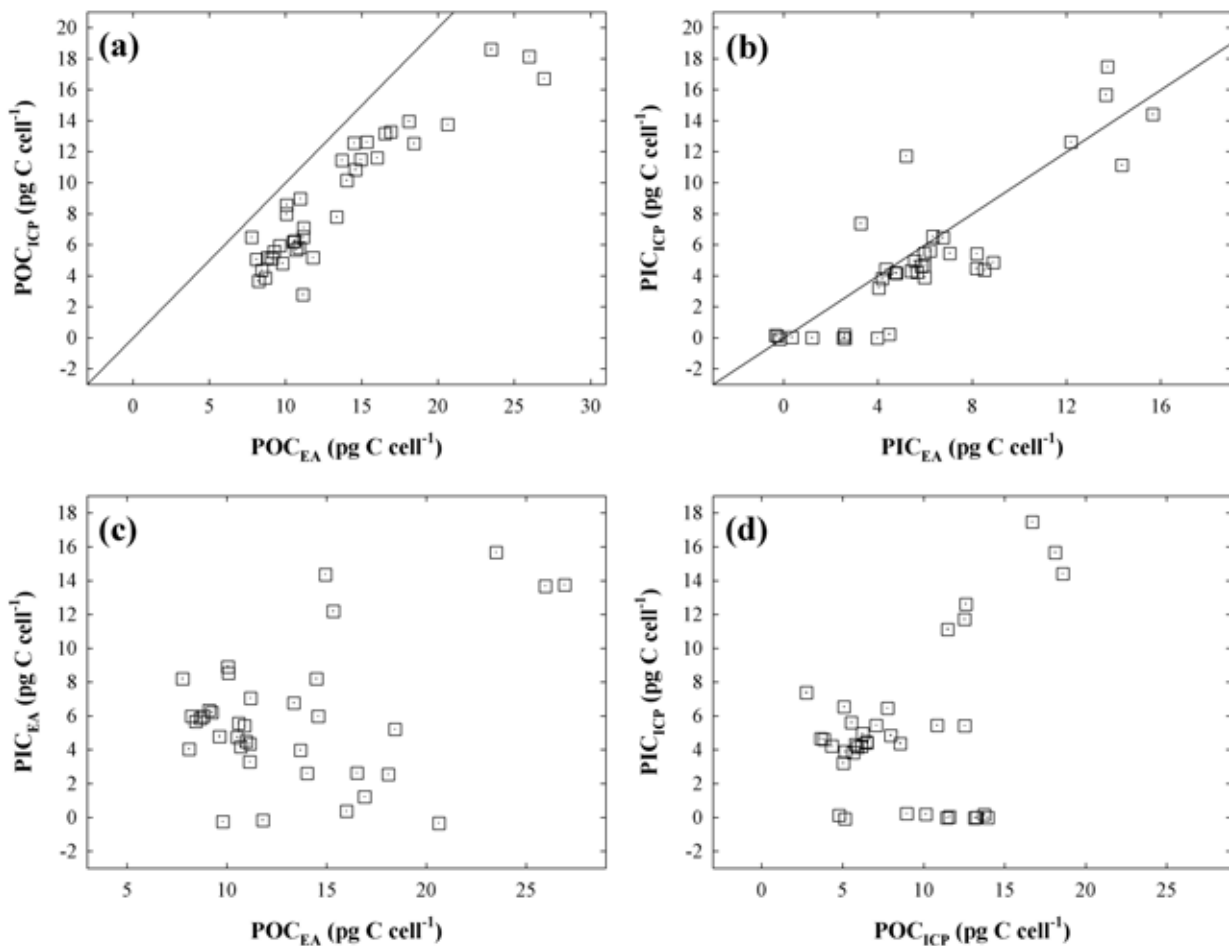 (a)
20
18
16
14
12
10
8
6
4
2
0
-2
POC_ICP (pg C cell⁻¹)
0 5 10 15 20 25 30
POC_EA (pg C cell⁻¹)
(b)
20
18
16
14
12
10
8
6
4
2
0
-2
PIC_ICP (pg C cell⁻¹)
0 4 8 12 16
PIC_EA (pg C cell⁻¹)
(c)
18
16
14
12
10
8
6
4
2
0
-2
PIC_EA (pg C cell⁻¹)
5 10 15 20 25
POC_EA (pg C cell⁻¹)
(d)
18
16
14
12
10
8
6
4
2
0
-2
PIC_ICP (pg C cell⁻¹)
0 5 10 15 20 25
POC_ICP (pg C cell⁻¹)